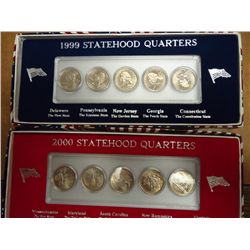 1999 STATEHOOD QUARTERS
Delaware Pennsylvania New Jersey Georgia Connecticut
The First State The Keystone State The Garden State The Peach State The Constitution State
2000 STATEHOOD QUARTERS
Massachusetts Maryland South Carolina New Hampshire